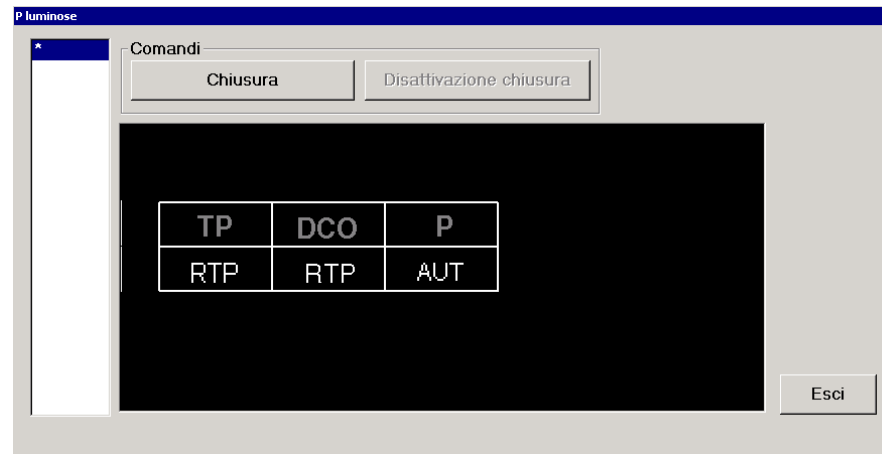 P luminose
*
Comandi
Chiusura Disattivazione chiusura
TP DCO P
RTP RTP AUT
Esci